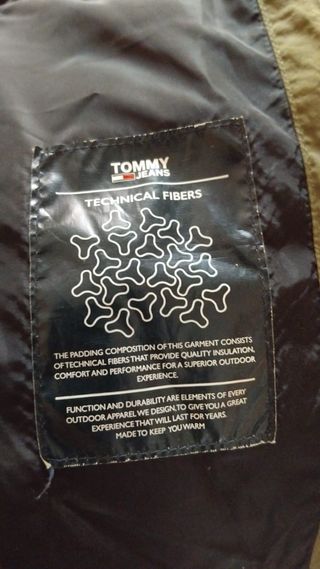 TOMMY
JEANS
TECHNICAL FIBERS
THE PADDING COMPOSITION OF THIS GARMENT CONSISTS
OF TECHNICAL FIBERS THAT PROVIDE QUALITY INSULATION,
COMFORT AND PERFORMANCE FOR A SUPERIOR OUTDOOR
EXPERIENCE.
FUNCTION AND DURABILITY ARE ELEMENTS OF EVERY
OUTDOOR APPAREL WE DESIGN, TO GIVE YOU A GREAT
EXPERIENCE THAT WILL LAST FOR YEARS
MADE TO KEEP YOU WARM